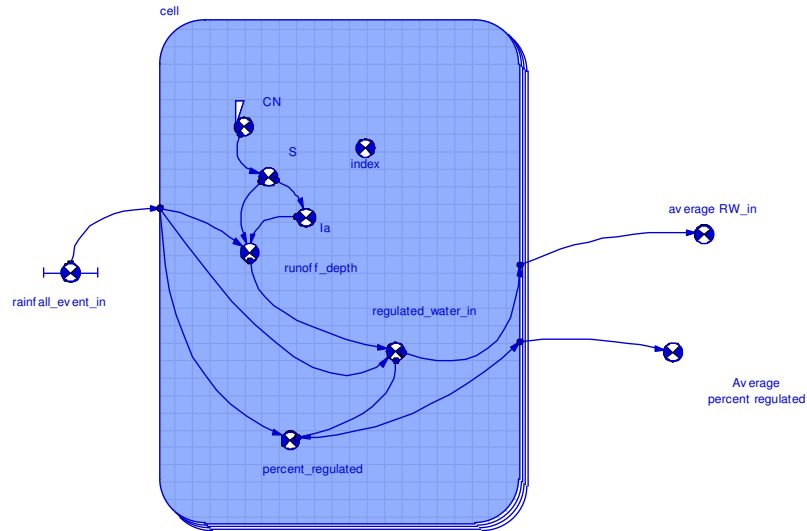 cell
CN
S
index
Ia
average RW_in
runoff_depth
rainfall_event_in
regulated_water_in
Average
percent regulated
percent_regulated